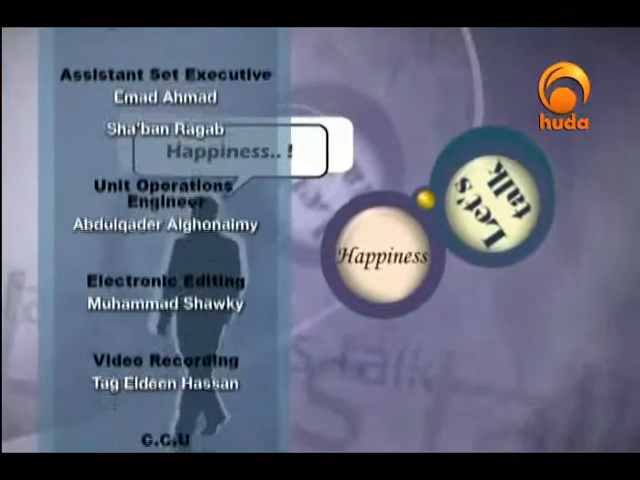 Assistant Set Executive
Emad Ahmad
Sha'ban Ragab
Happiness.. !
Unit Operations
Engineer
Abdulqader Alghonaimy
Electronic Editing
Muhammad Shawky
Video Recording
Tag Eldeen Hassan
C.C.U
huda
Let's
talk
Happiness
s talk